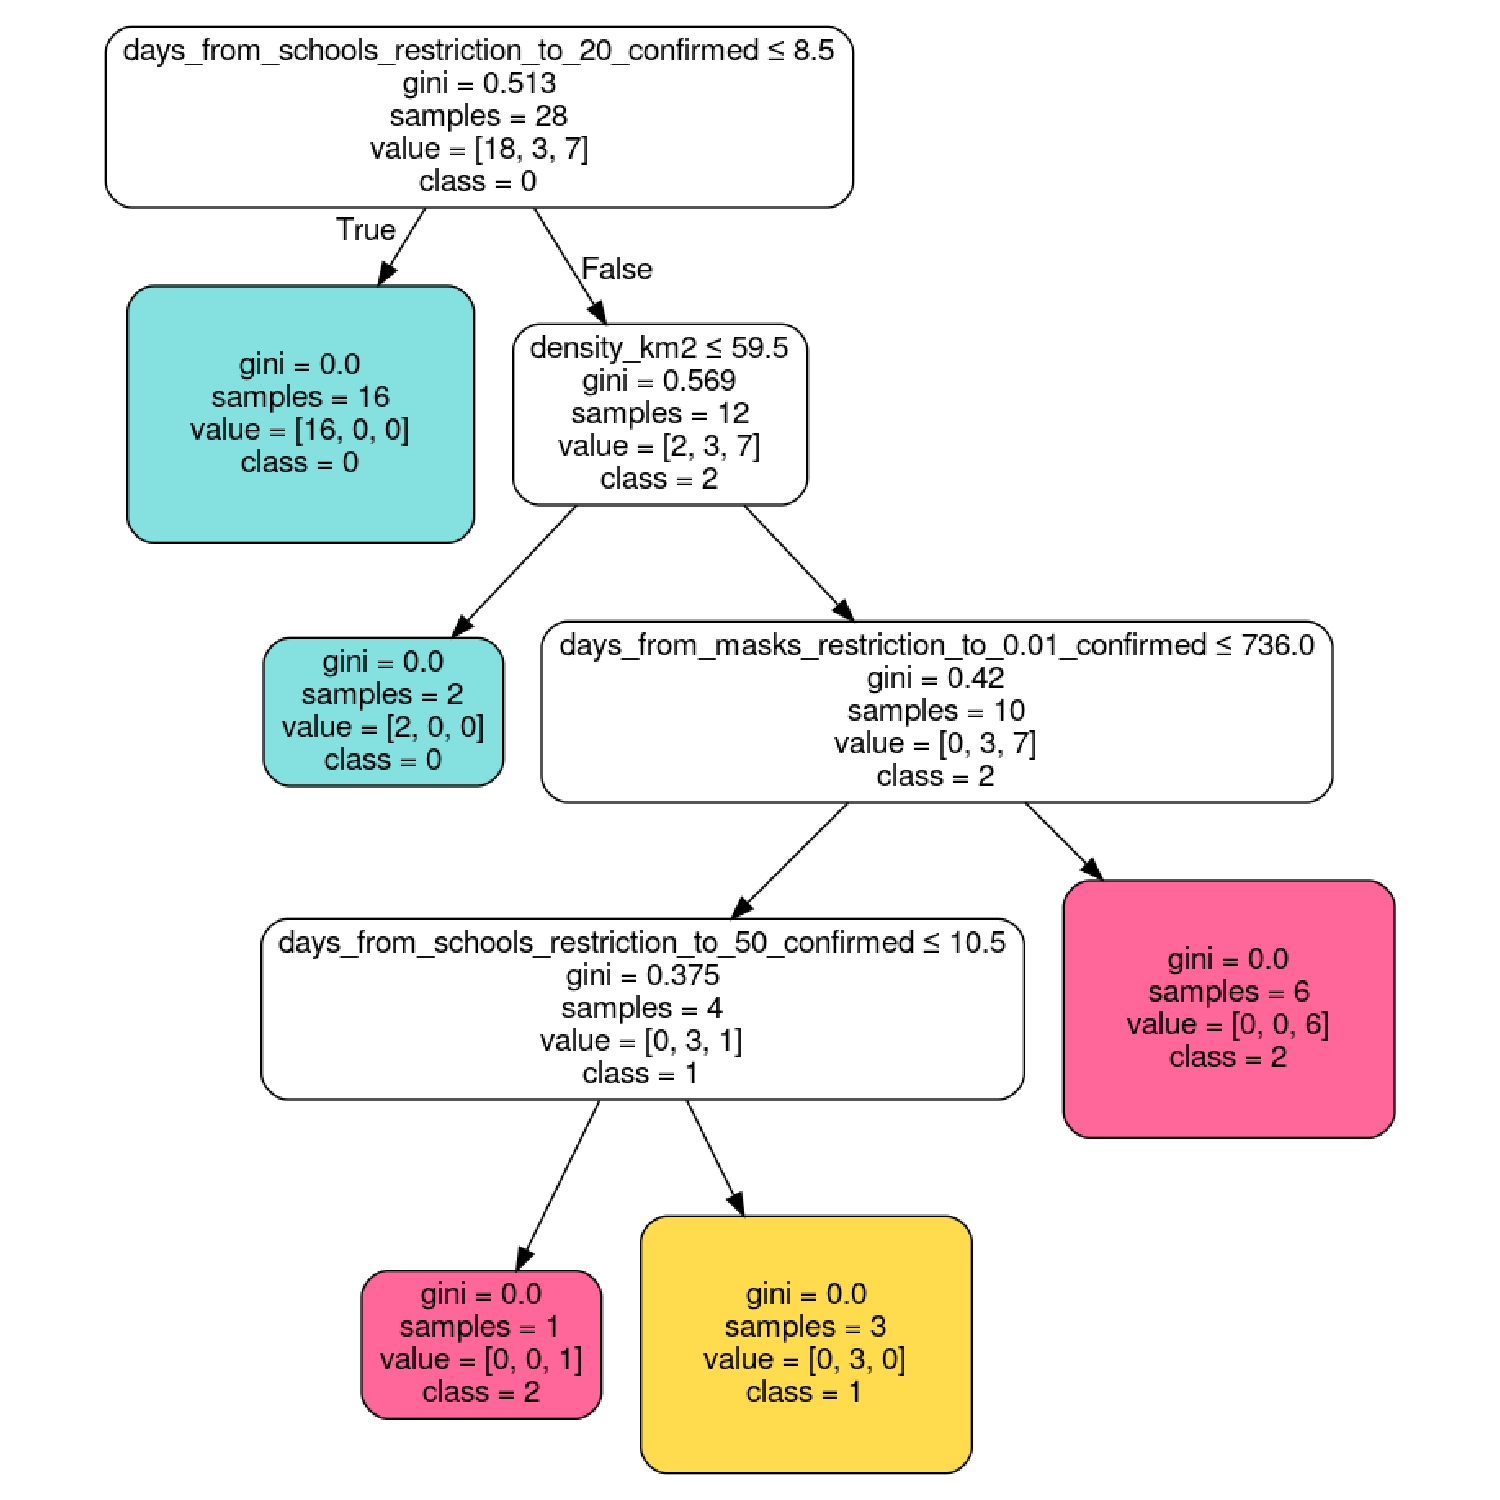 days_from_schools_restriction_to_20_confirmed ≤ 8.5
gini = 0.513
samples = 28
value = [18, 3, 7]
class = 0
True
False
gini = 0.0
samples = 16
value = [16, 0, 0]
class = 0
density_km2 ≤ 59.5
gini = 0.569
samples = 12
value = [2, 3, 7]
class = 2
gini = 0.0
samples = 2
value = [2, 0, 0]
class = 0
days_from_masks_restriction_to_0.01_confirmed ≤ 736.0
gini = 0.42
samples = 10
value = [0, 3, 7]
class = 2
days_from_schools_restriction_to_50_confirmed ≤ 10.5
gini = 0.375
samples = 4
value = [0, 3, 1]
class = 1
gini = 0.0
samples = 6
value = [0, 0, 6]
class = 2
gini = 0.0
samples = 1
value = [0, 0, 1]
class = 2
gini = 0.0
samples = 3
value = [0, 3, 0]
class = 1